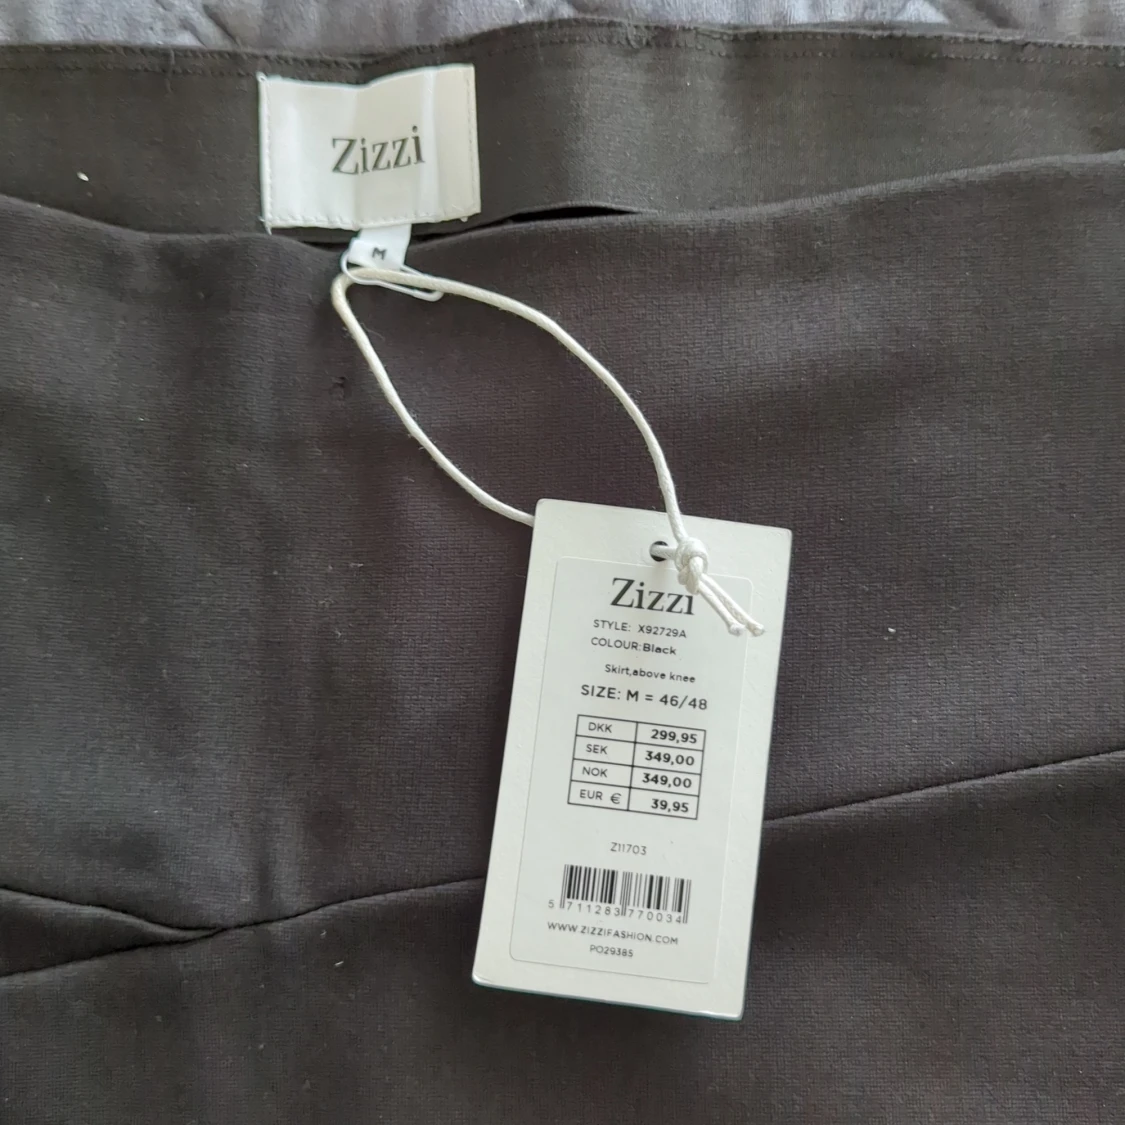 Zizzi
M
Zizzi
STYLE: X92729A
COLOUR:Black
Skirt,above knee
SIZE: M = 46/48
DKK 299,95
SEK 349,00
NOK 349,00
EUR € 39,95
Z11703
5 711283 770034
WWW.ZIZZIFASHION.COM
PO29385